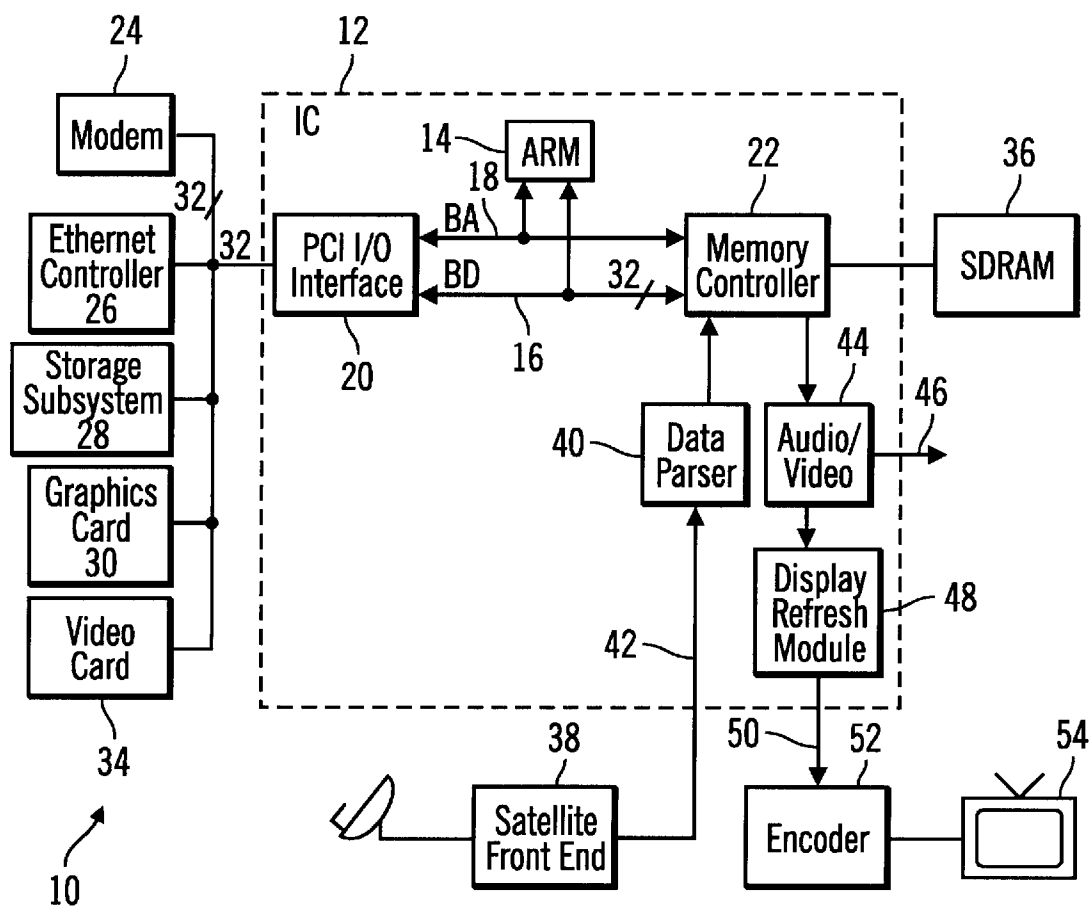 24
12
Modem
IC
14
ARM
18
22
36
32
BA
Ethernet
Controller
26
32
PCI I/O
Interface
BD
32
Memory
Controller
SDRAM
16
20
Storage
Subsystem
28
44
46
40
Data
Parser
Audio/
Video
Graphics
Card
30
Display
Refresh
Module
48
Video
Card
42
34
38
50
52
54
Satellite
Front End
Encoder
10